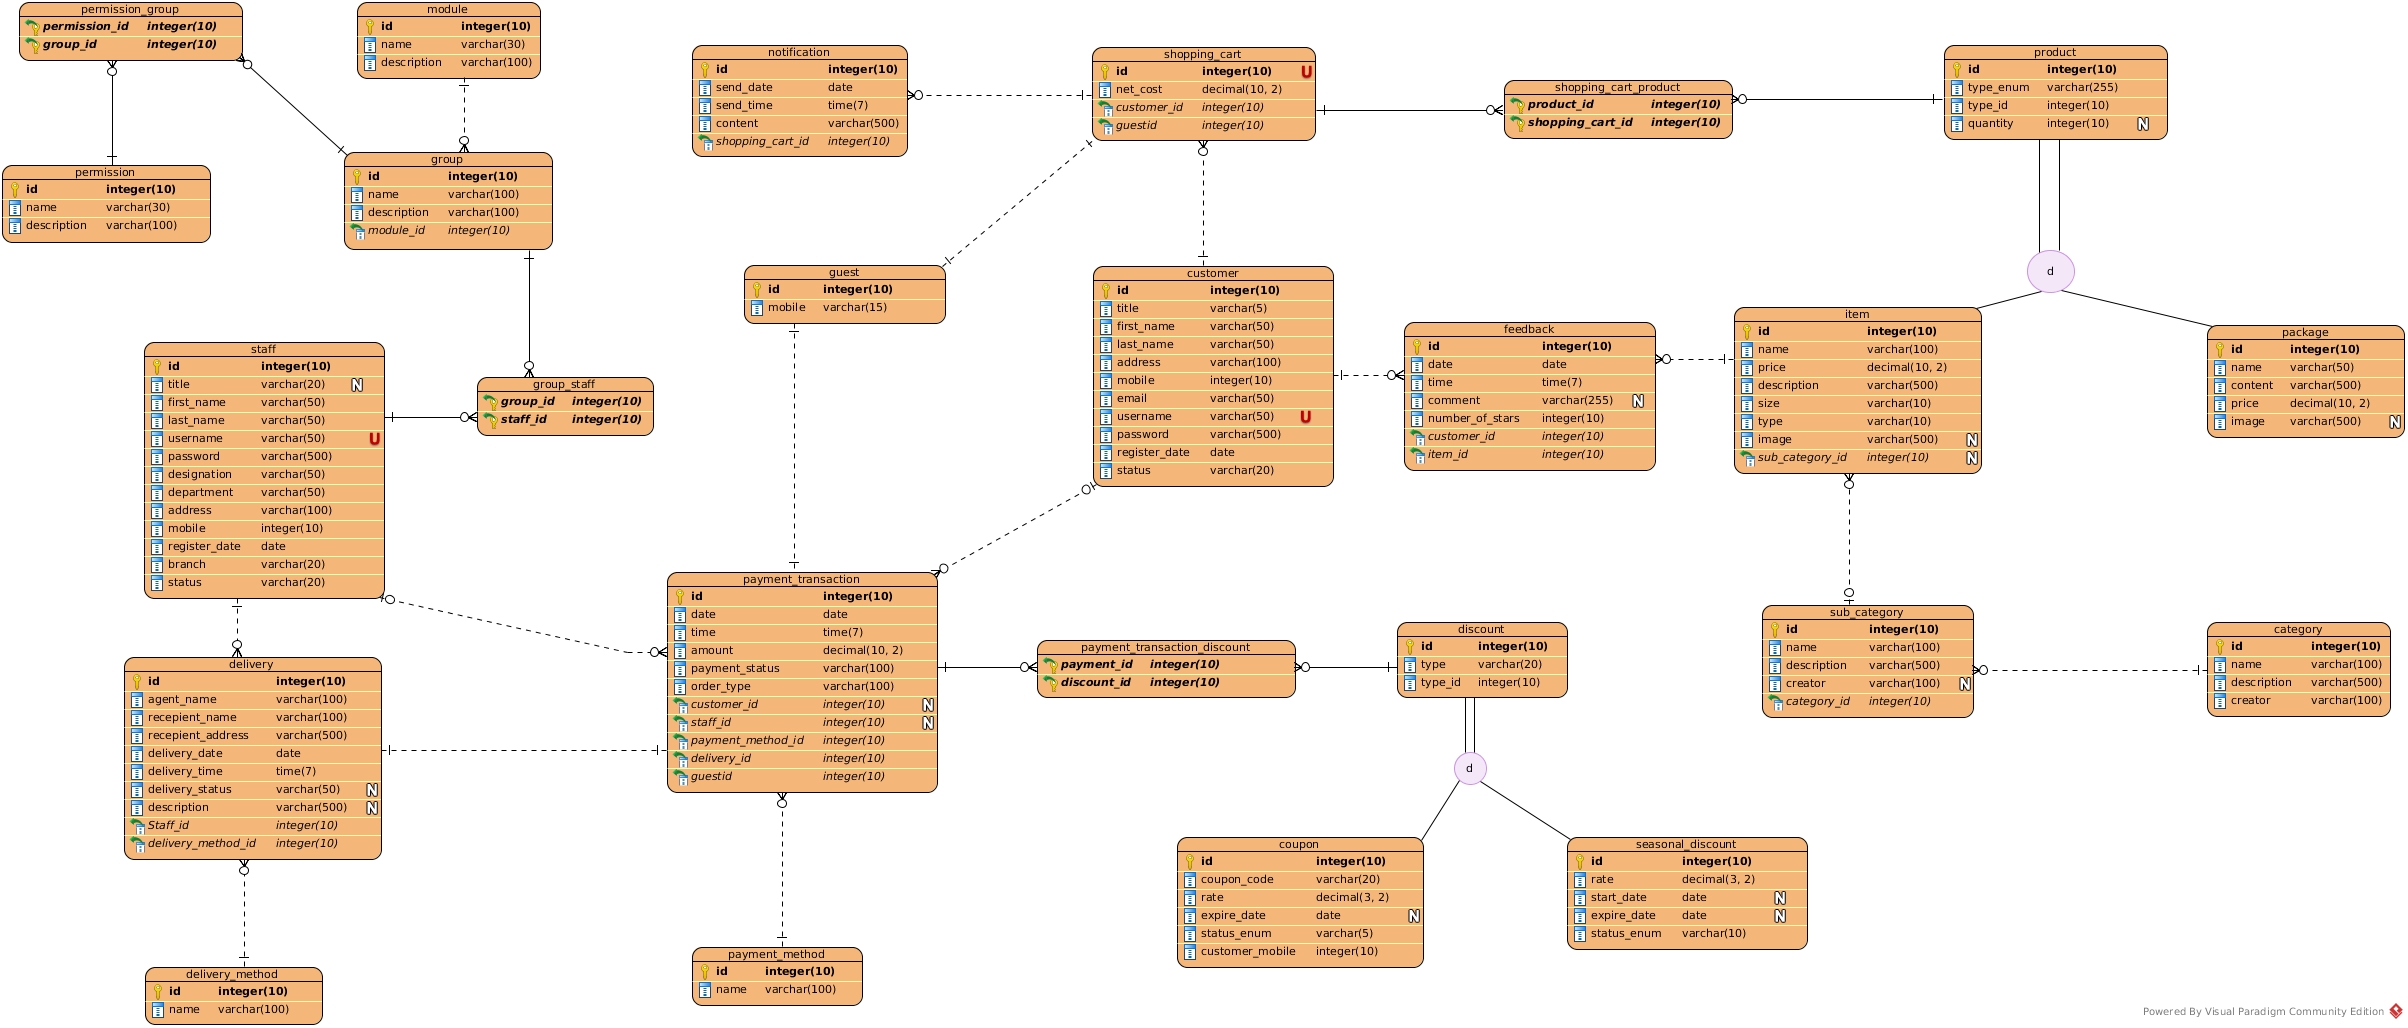 permission_group
permission_id integer(10)
group_id integer(10)
module
id integer(10)
name varchar(30)
description varchar(100)
notification
id integer(10)
send_date date
send_time time(7)
content varchar(500)
shopping_cart_id integer(10)
shopping_cart
id integer(10) U
net_cost decimal(10, 2)
customer_id integer(10)
guestid integer(10)
shopping_cart_product
product_id integer(10)
shopping_cart_id integer(10)
product
id integer(10)
type_enum varchar(255)
type_id integer(10)
quantity integer(10) N
permission
id integer(10)
name varchar(30)
description varchar(100)
group
id integer(10)
name varchar(100)
description varchar(100)
module_id integer(10)
guest
id integer(10)
mobile varchar(15)
customer
id integer(10)
title varchar(5)
first_name varchar(50)
last_name varchar(50)
address varchar(100)
mobile integer(10)
email varchar(50)
username varchar(50) U
password varchar(500)
register_date date
status varchar(20)
d
feedback
id integer(10)
date date
time time(7)
comment varchar(255) N
number_of_stars integer(10)
customer_id integer(10)
item_id integer(10)
item
id integer(10)
name varchar(100)
price decimal(10, 2)
description varchar(500)
size varchar(10)
type varchar(10)
image varchar(500) N
sub_category_id integer(10) N
package
id integer(10)
name varchar(50)
content varchar(500)
price decimal(10, 2)
image varchar(500) N
staff
id integer(10)
title varchar(20) N
first_name varchar(50)
last_name varchar(50)
username varchar(50) U
password varchar(500)
designation varchar(50)
department varchar(50)
address varchar(100)
mobile integer(10)
register_date date
branch varchar(20)
status varchar(20)
group_staff
group_id integer(10)
staff_id integer(10)
payment_transaction
id integer(10)
date date
time time(7)
amount decimal(10, 2)
payment_status varchar(100)
order_type varchar(100)
customer_id integer(10) N
staff_id integer(10) N
payment_method_id integer(10)
delivery_id integer(10)
guestid integer(10)
payment_transaction_discount
payment_id integer(10)
discount_id integer(10)
discount
id integer(10)
type varchar(20)
type_id integer(10)
sub_category
id integer(10)
name varchar(100)
description varchar(500)
creator varchar(100) N
category_id integer(10)
category
id integer(10)
name varchar(100)
description varchar(500)
creator varchar(100)
delivery
id integer(10)
agent_name varchar(100)
recepient_name varchar(100)
recepient_address varchar(500)
delivery_date date
delivery_time time(7)
delivery_status varchar(50) N
description varchar(500) N
Staff_id integer(10)
delivery_method_id integer(10)
d
coupon
id integer(10)
coupon_code varchar(20)
rate decimal(3, 2)
expire_date date N
status_enum varchar(5)
customer_mobile integer(10)
seasonal_discount
id integer(10)
rate decimal(3, 2)
start_date date N
expire_date date N
status_enum varchar(10)
delivery_method
id integer(10)
name varchar(100)
payment_method
id integer(10)
name varchar(100)
Powered By Visual Paradigm Community Edition